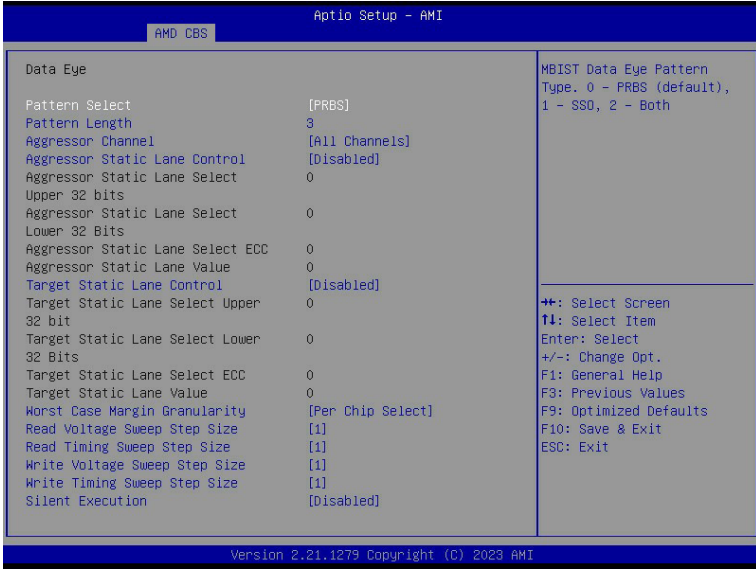 Aptio Setup - AMI
AMD CBS
Data Eye
Pattern Select [PRBS]
Pattern Length 3
Aggressor Channel [All Channels]
Aggressor Static Lane Control [Disabled]
Aggressor Static Lane Select 0
Upper 32 bits
Aggressor Static Lane Select 0
Lower 32 Bits
Aggressor Static Lane Select ECC 0
Aggressor Static Lane Value 0
Target Static Lane Control [Disabled]
Target Static Lane Select Upper 0
32 bit
Target Static Lane Select Lower 0
32 Bits
Target Static Lane Select ECC 0
Target Static Lane Value 0
Worst Case Margin Granularity [Per Chip Select]
Read Voltage Sweep Step Size [1]
Read Timing Sweep Step Size [1]
Write Voltage Sweep Step Size [1]
Write Timing Sweep Step Size [1]
Silent Execution [Disabled]
MBIST Data Eye Pattern
Type. 0 - PRBS (default),
1 - SSO, 2 - Both
→←: Select Screen
↑↓: Select Item
Enter: Select
+/-: Change Opt.
F1: General Help
F3: Previous Values
F9: Optimized Defaults
F10: Save & Exit
ESC: Exit
Version 2.21.1279 Copyright (C) 2023 AMI